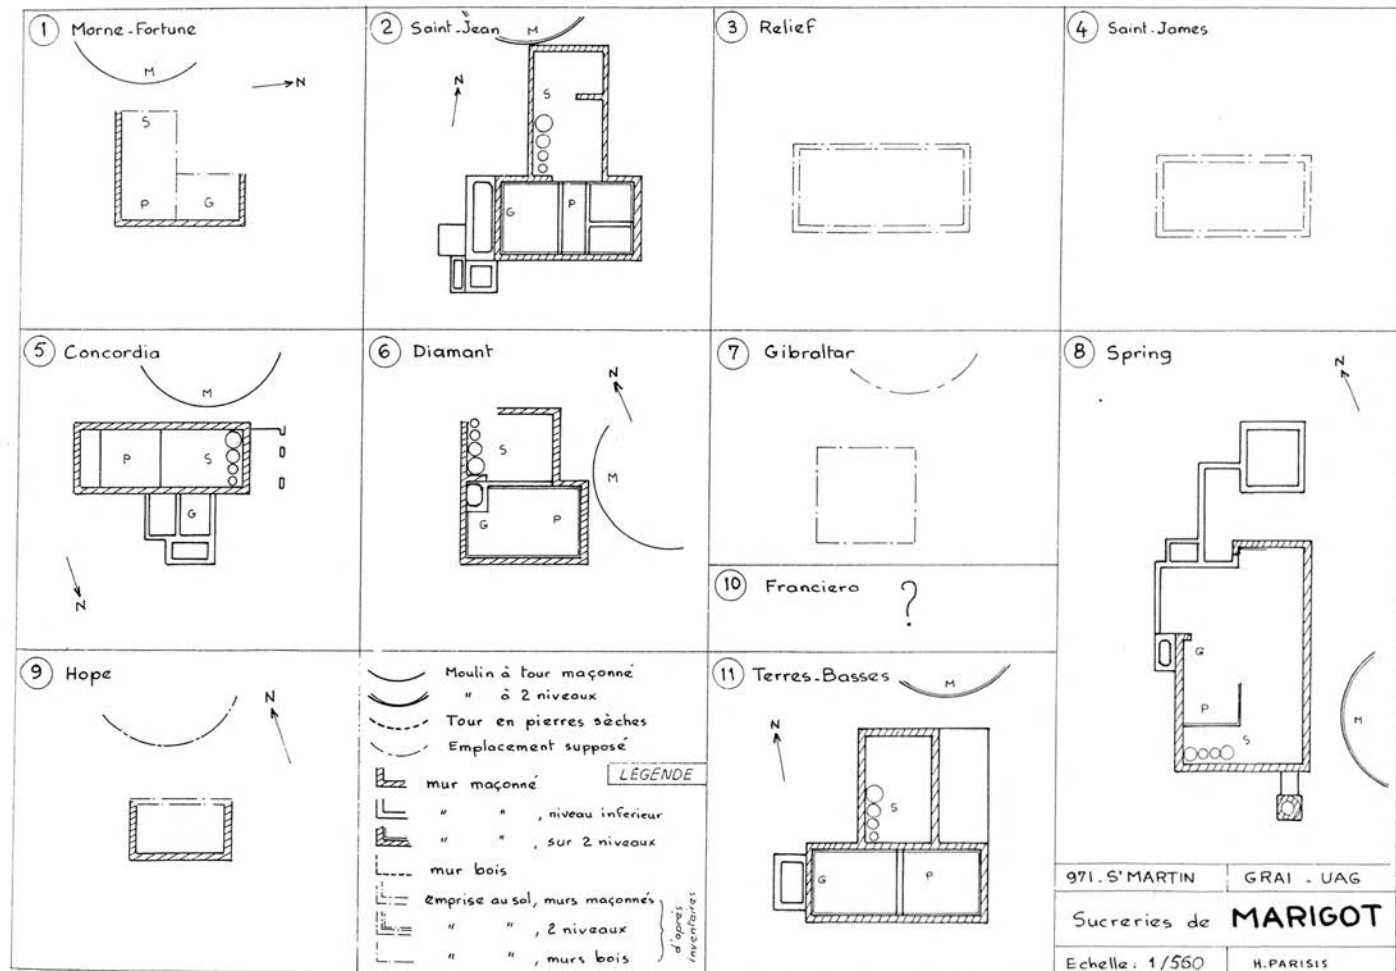 1 Morne-Fortune
M
N
S
P
G
2 Saint-Jean
M
N
S
G
P
3 Relief
4 Saint-James
5 Concordia
M
P
S
G
N
6 Diamant
N
S
M
G
P
7 Gibraltar
8 Spring
N
G
P
S
M
9 Hope
N
10 Franciero ?
11 Terres-Basses
M
N
S
G
P
Moulin à tour maçonné
" à 2 niveaux
Tour en pierres sèches
Emplacement supposé
LÉGENDE
mur maçonné
" " , niveau inferieur
" " , sur 2 niveaux
mur bois
emprise au sol, murs maçonnés
" " , 2 niveaux
" " , murs bois
d'après
inventaires
971. St MARTIN
GRAI - UAG
Sucreries de MARIGOT
Echelle: 1/560
H.PARISIS